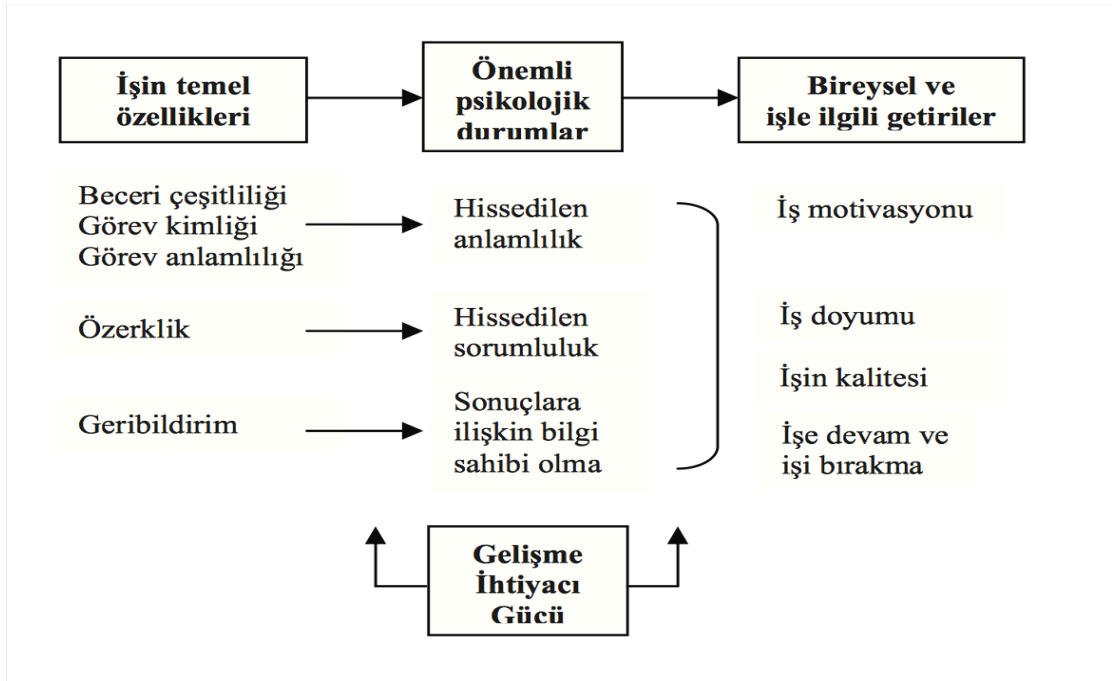 İşin temel
özellikleri
Önemli
psikolojik
durumlar
Bireysel ve
işle ilgili getiriler
Beceri çeşitliliği
Görev kimliği
Görev anlamlılığı
Hissedilen
anlamlılık
İş motivasyonu
Özerklik
Hissedilen
sorumluluk
İş doyumu
İşin kalitesi
Geribildirim
Sonuçlara
ilişkin bilgi
sahibi olma
İşe devam ve
işi bırakma
Gelişme
İhtiyacı
Gücü